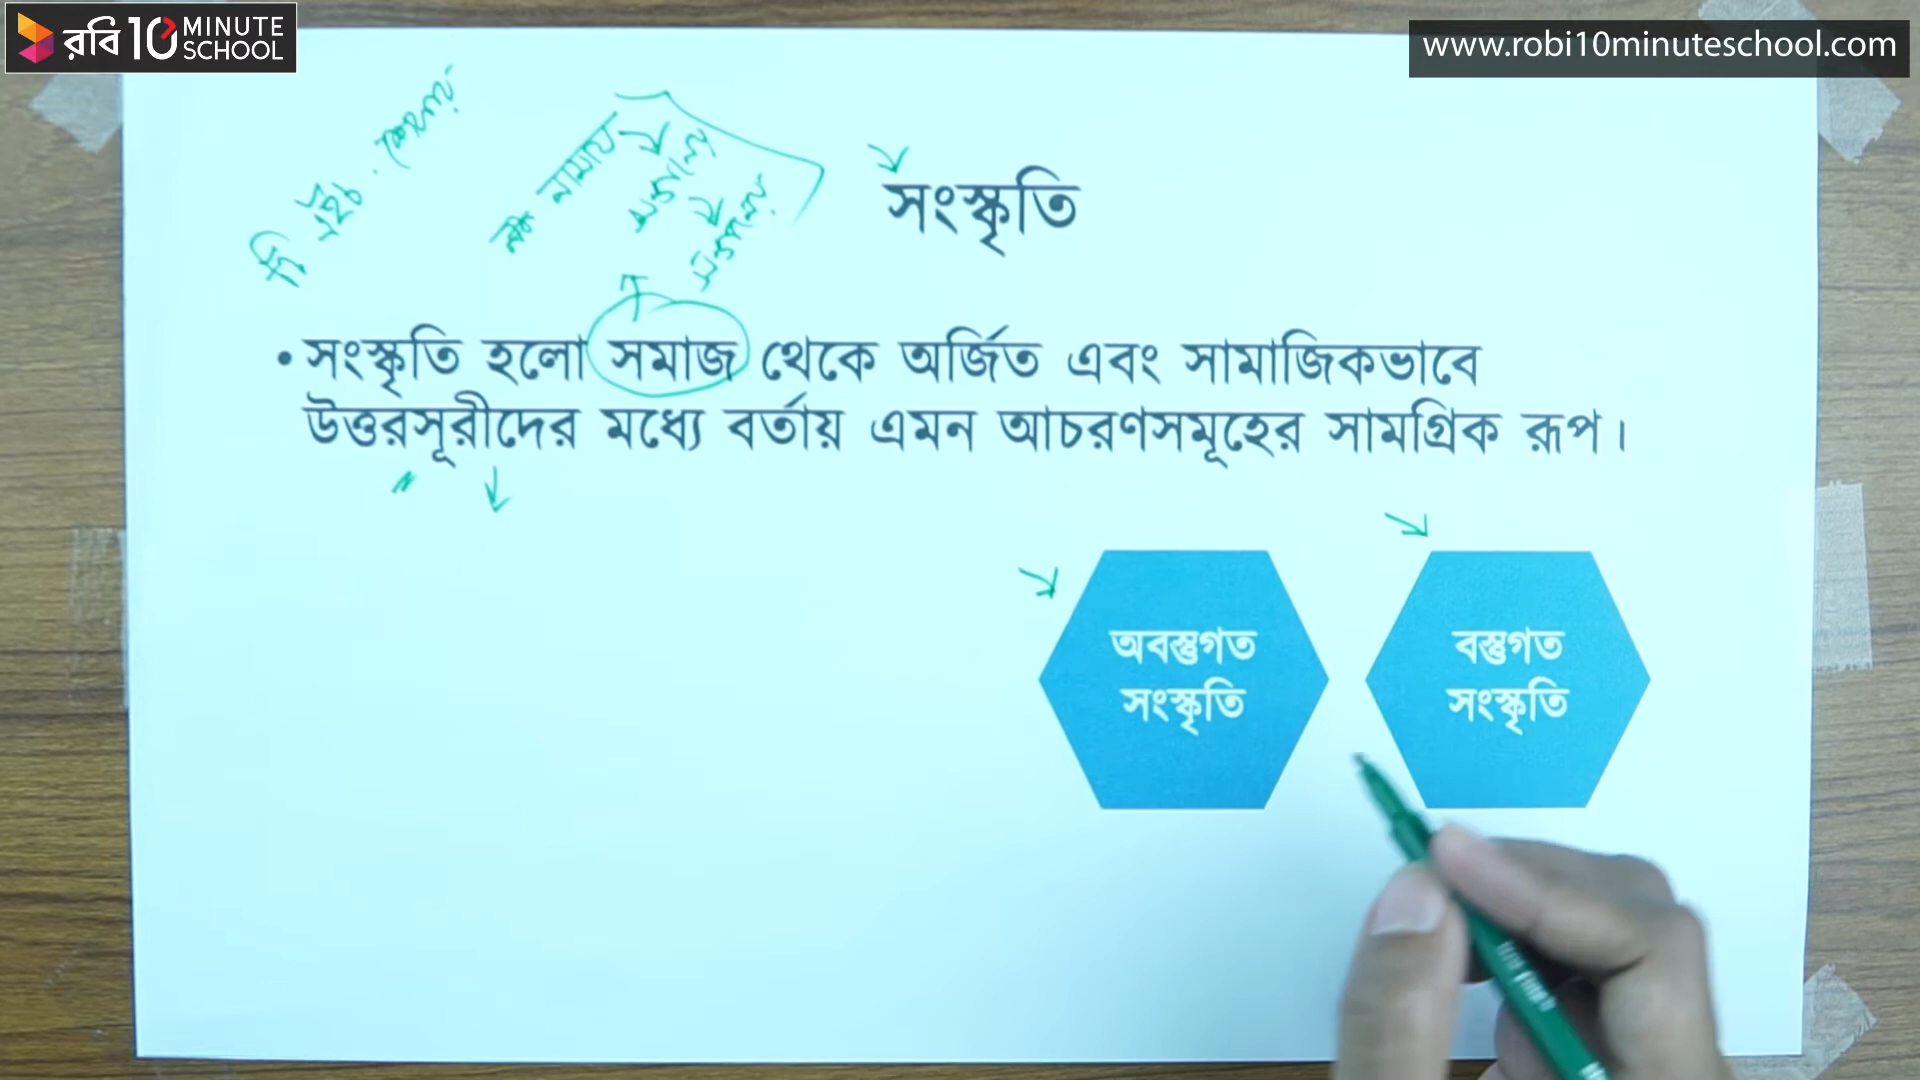 রবি 10 MINUTE SCHOOL
www.robi10minuteschool.com
সংস্কৃতি
• সংস্কৃতি হলো সমাজ থেকে অর্জিত এবং সামাজিকভাবে
উত্তরসূরীদের মধ্যে বর্তায় এমন আচরণসমূহের সামগ্রিক রূপ।
অবস্তুগত
সংস্কৃতি
বস্তুগত
সংস্কৃতি